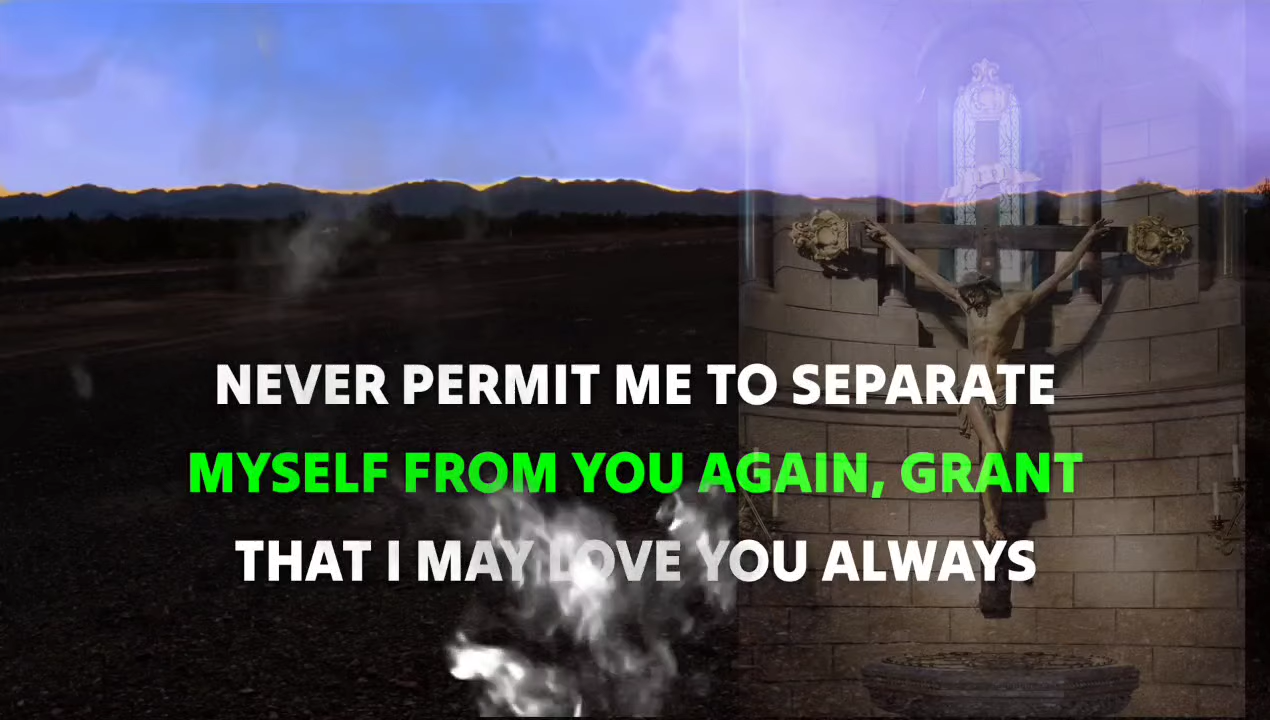 NEVER PERMIT ME TO SEPARATE
MYSELF FROM YOU AGAIN, GRANT
THAT I MAY LOVE YOU ALWAYS